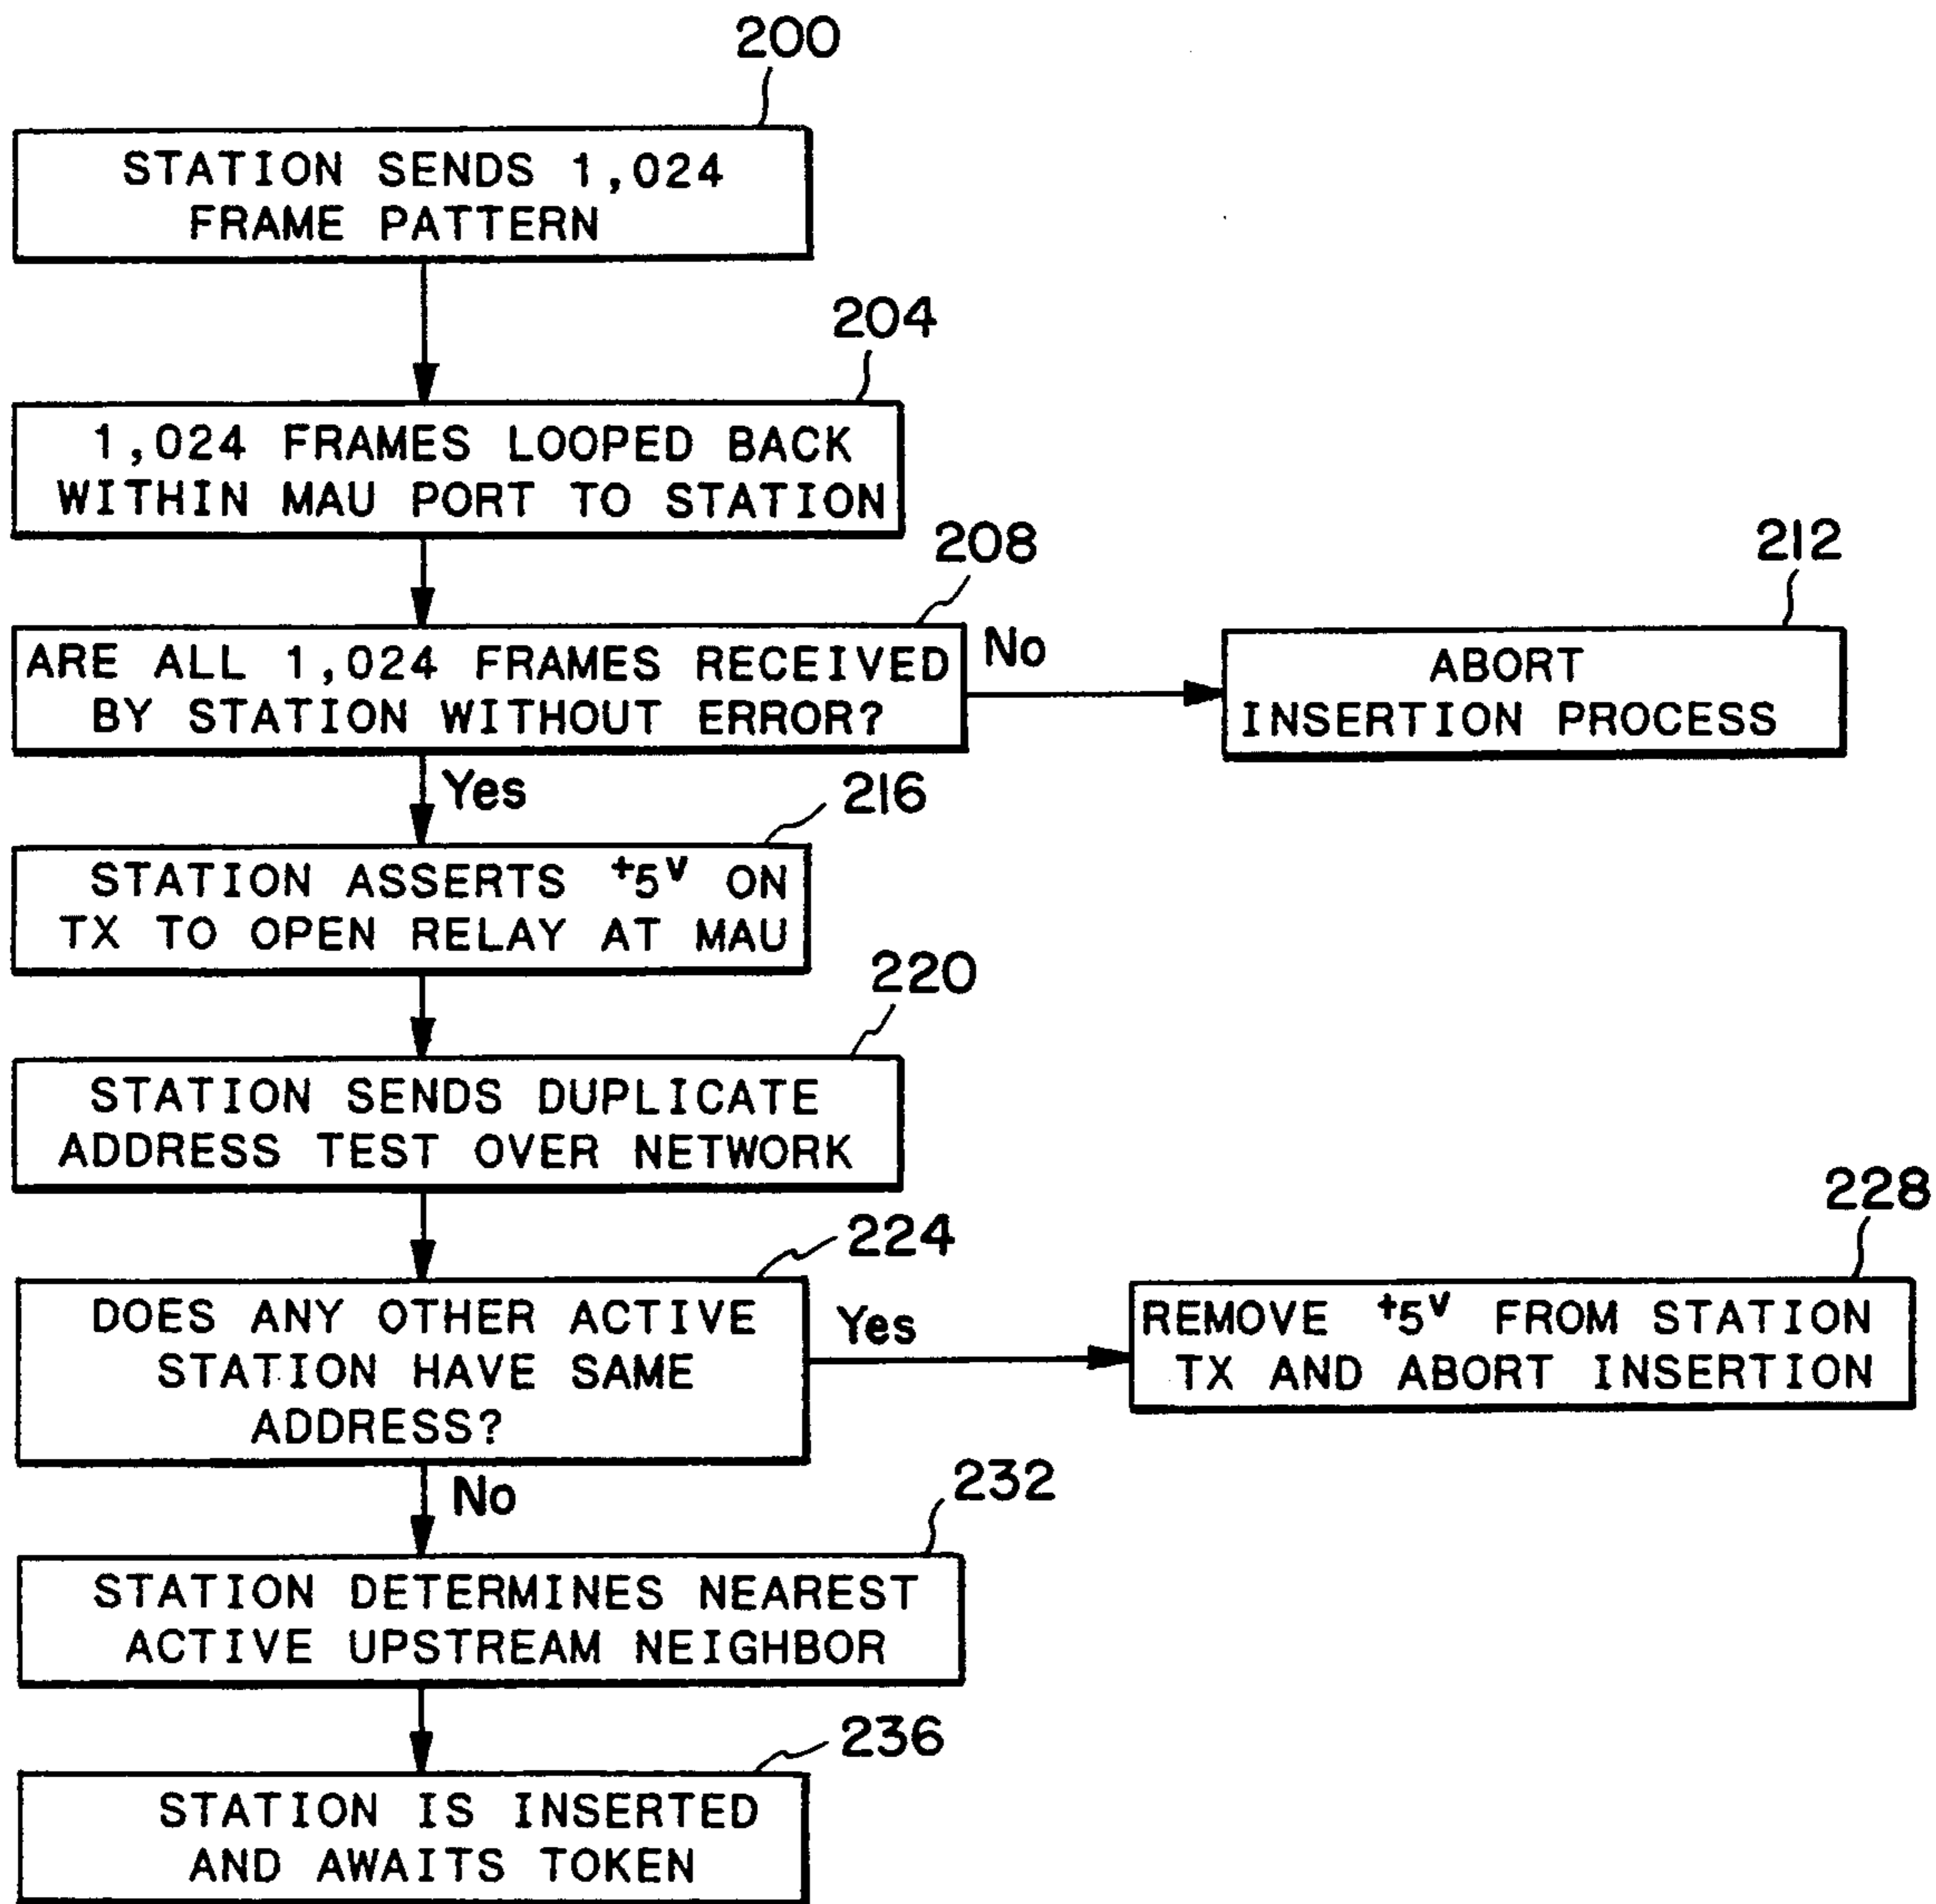 200
STATION SENDS 1,024
FRAME PATTERN
204
1,024 FRAMES LOOPED BACK
WITHIN MAU PORT TO STATION
208
ARE ALL 1,024 FRAMES RECEIVED
BY STATION WITHOUT ERROR?
No
212
ABORT
INSERTION PROCESS
Yes
216
STATION ASSERTS +5V ON
TX TO OPEN RELAY AT MAU
220
STATION SENDS DUPLICATE
ADDRESS TEST OVER NETWORK
224
DOES ANY OTHER ACTIVE
STATION HAVE SAME
ADDRESS?
Yes
228
REMOVE +5V FROM STATION
TX AND ABORT INSERTION
No
232
STATION DETERMINES NEAREST
ACTIVE UPSTREAM NEIGHBOR
236
STATION IS INSERTED
AND AWAITS TOKEN